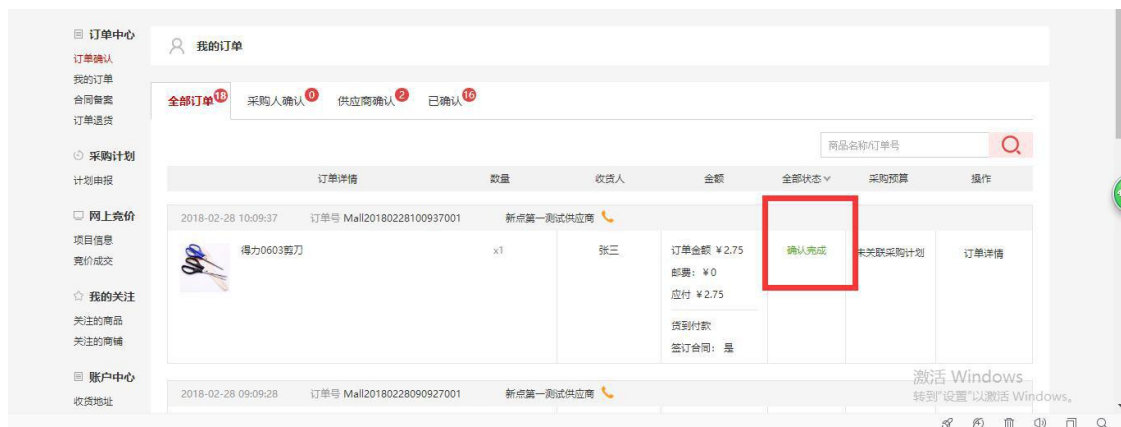 订单中心
订单确认
我的订单
合同备案
订单退货
采购计划
计划申报
网上竞价
项目信息
竞价成交
我的关注
关注的商品
关注的商铺
账户中心
收货地址
我的订单
全部订单 18 采购人确认 0 供应商确认 2 已确认 16
商品名称/订单号
订单详情 数量 收货人 金额 全部状态 采购预算 操作
2018-02-28 10:09:37 订单号 Mall20180228100937001 新点第一测试供应商
得力0603剪刀 x1 张三 订单金额 ¥2.75 确认完成 未关联采购计划 订单详情
邮费: ¥0
应付 ¥2.75
货到付款
签订合同: 是
2018-02-28 09:09:28 订单号 Mall20180228090927001 新点第一测试供应商
激活 Windows
转到"设置"以激活 Windows。